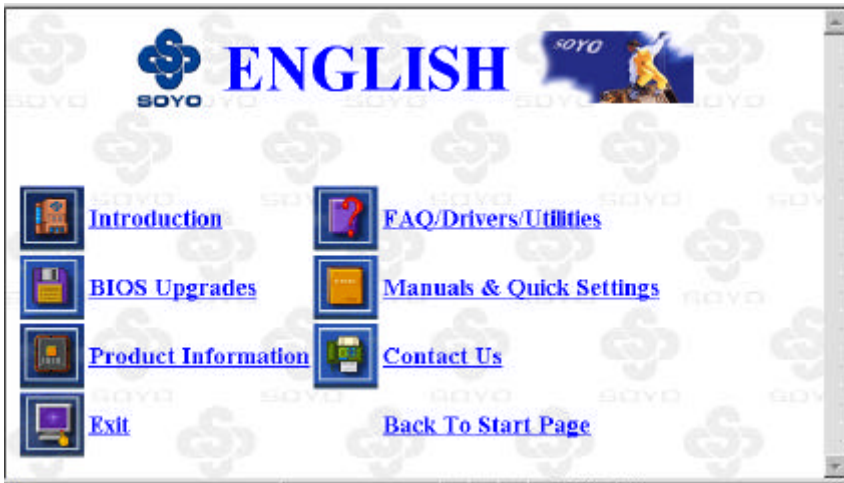 SOYO
ENGLISH
SOYO
Introduction
FAQ/Drivers/Utilities
BIOS Upgrades
Manuals & Quick Settings
Product Information
Contact Us
Exit
Back To Start Page